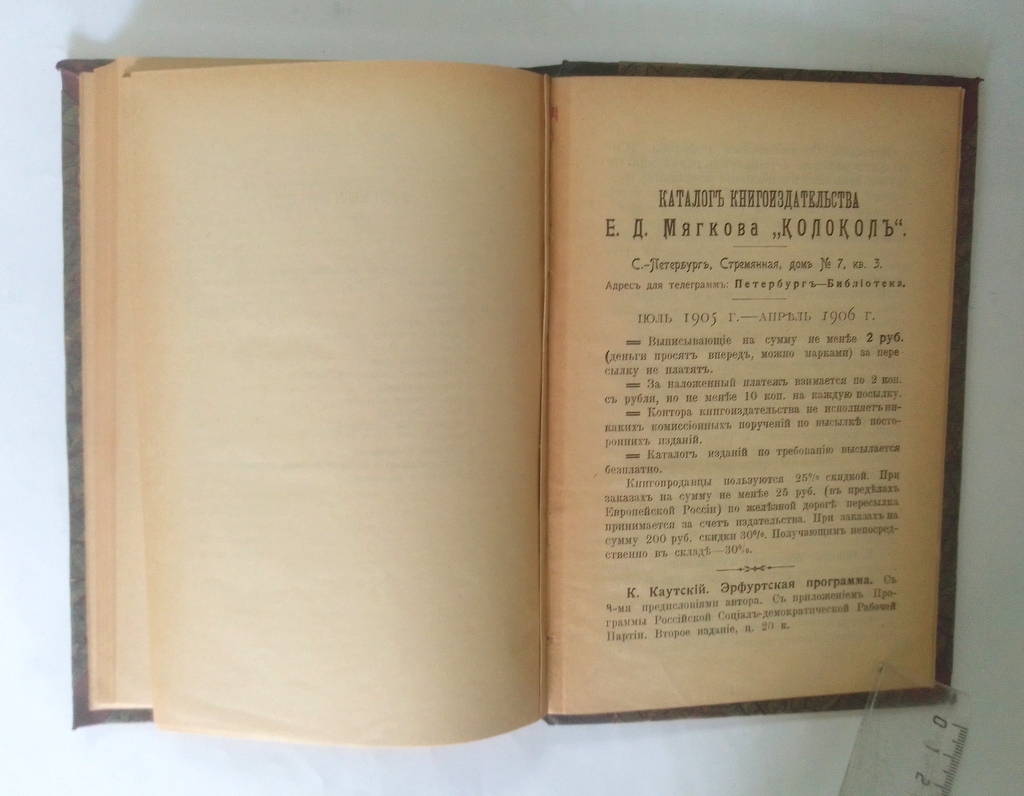 КАТАЛОГЪ КНИГОИЗДАТЕЛЬСТВА
Е. Д. Мягкова „КОЛОКОЛЪ“.
С.-Петербургъ, Стремянная, домъ № 7, кв. 3.
Адресъ для телеграммъ: Петербургъ—Библіотека.
ІЮЛЬ 1905 Г.—АПРѢЛЬ 1906 Г.
= Выписывающіе на сумму не менѣе 2 руб.
(деньги просятъ впередъ, можно марками) за пере-
сылку не платятъ.
= За наложенный платежъ взимается по 2 коп.
съ рубля, но не менѣе 10 коп. на каждую посылку.
= Контора книгоиздательства не исполняетъ ни-
какихъ комиссіонныхъ порученій по высылкѣ посто-
роннихъ изданій.
= Каталогъ изданій по требованію высылается
безплатно.
Книгопродавцы пользуются 25% скидкой. При
заказахъ на сумму не менѣе 25 руб. (въ предѣлахъ
Европейской Россіи) по желѣзной дорогѣ пересылка
принимается за счетъ издательства. При заказахъ на
сумму 200 руб. скидки 30%. Получающимъ непосред-
ственно въ складѣ—30%.
К. Каутскій. Эрфуртская программа. Съ
4-мя предисловіями автора. Съ приложеніемъ Про-
граммы Россійской Соціалъ-демократической Рабочей
Партіи. Второе изданіе, ц. 20 к.
0 1 2